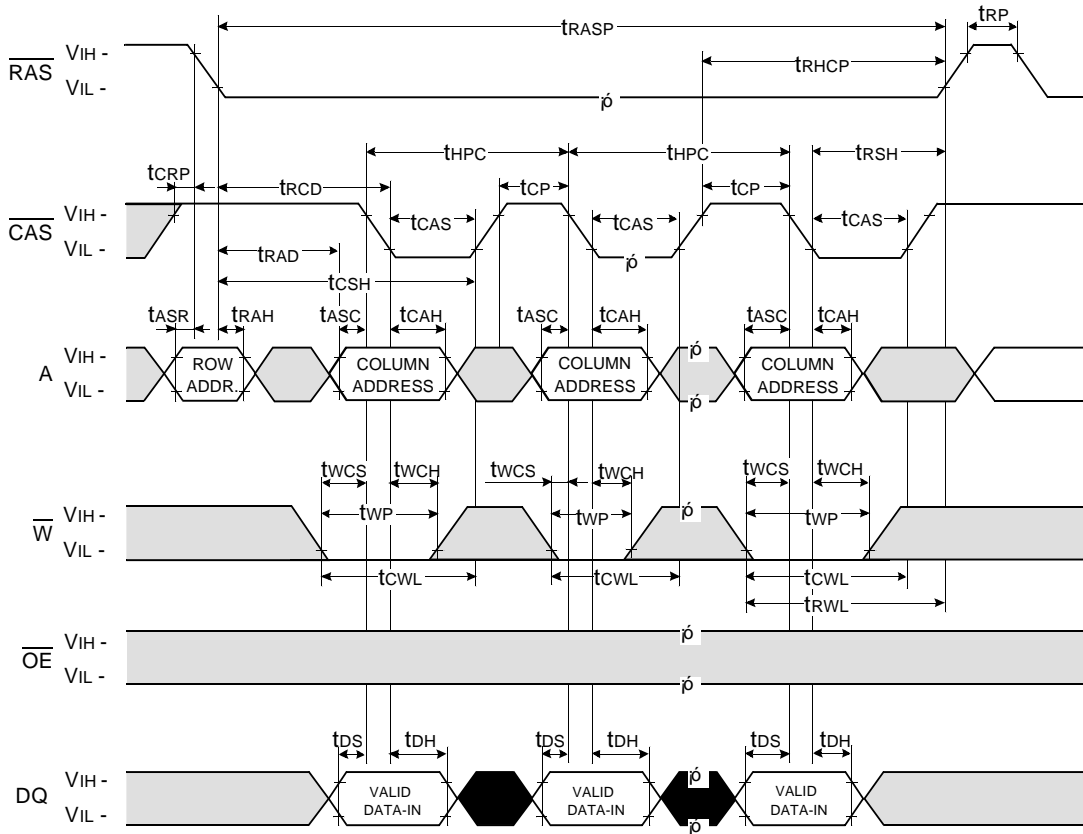 tRASP
tRP
RAS
VIH -
VIL -
tRHCP
¡ó
tHPC
tHPC
tRSH
tCRP
tRCD
tCP
tCP
CAS
VIH -
VIL -
tCAS
tCAS
tCAS
tRAD
¡ó
tCSH
tASR
tRAH
tASC
tCAH
tASC
tCAH
tASC
tCAH
A
VIH -
VIL -
ROW
ADDR.
COLUMN
ADDRESS
COLUMN
ADDRESS
¡ó
¡ó
COLUMN
ADDRESS
tWCS
tWCH
tWCS
tWCH
tWCS
tWCH
W
VIH -
VIL -
tWP
tWP
¡ó
tWP
tCWL
tCWL
tCWL
tRWL
OE
VIH -
VIL -
¡ó
¡ó
tDS
tDH
tDS
tDH
tDS
tDH
DQ
VIH -
VIL -
VALID
DATA-IN
VALID
DATA-IN
¡ó
¡ó
VALID
DATA-IN